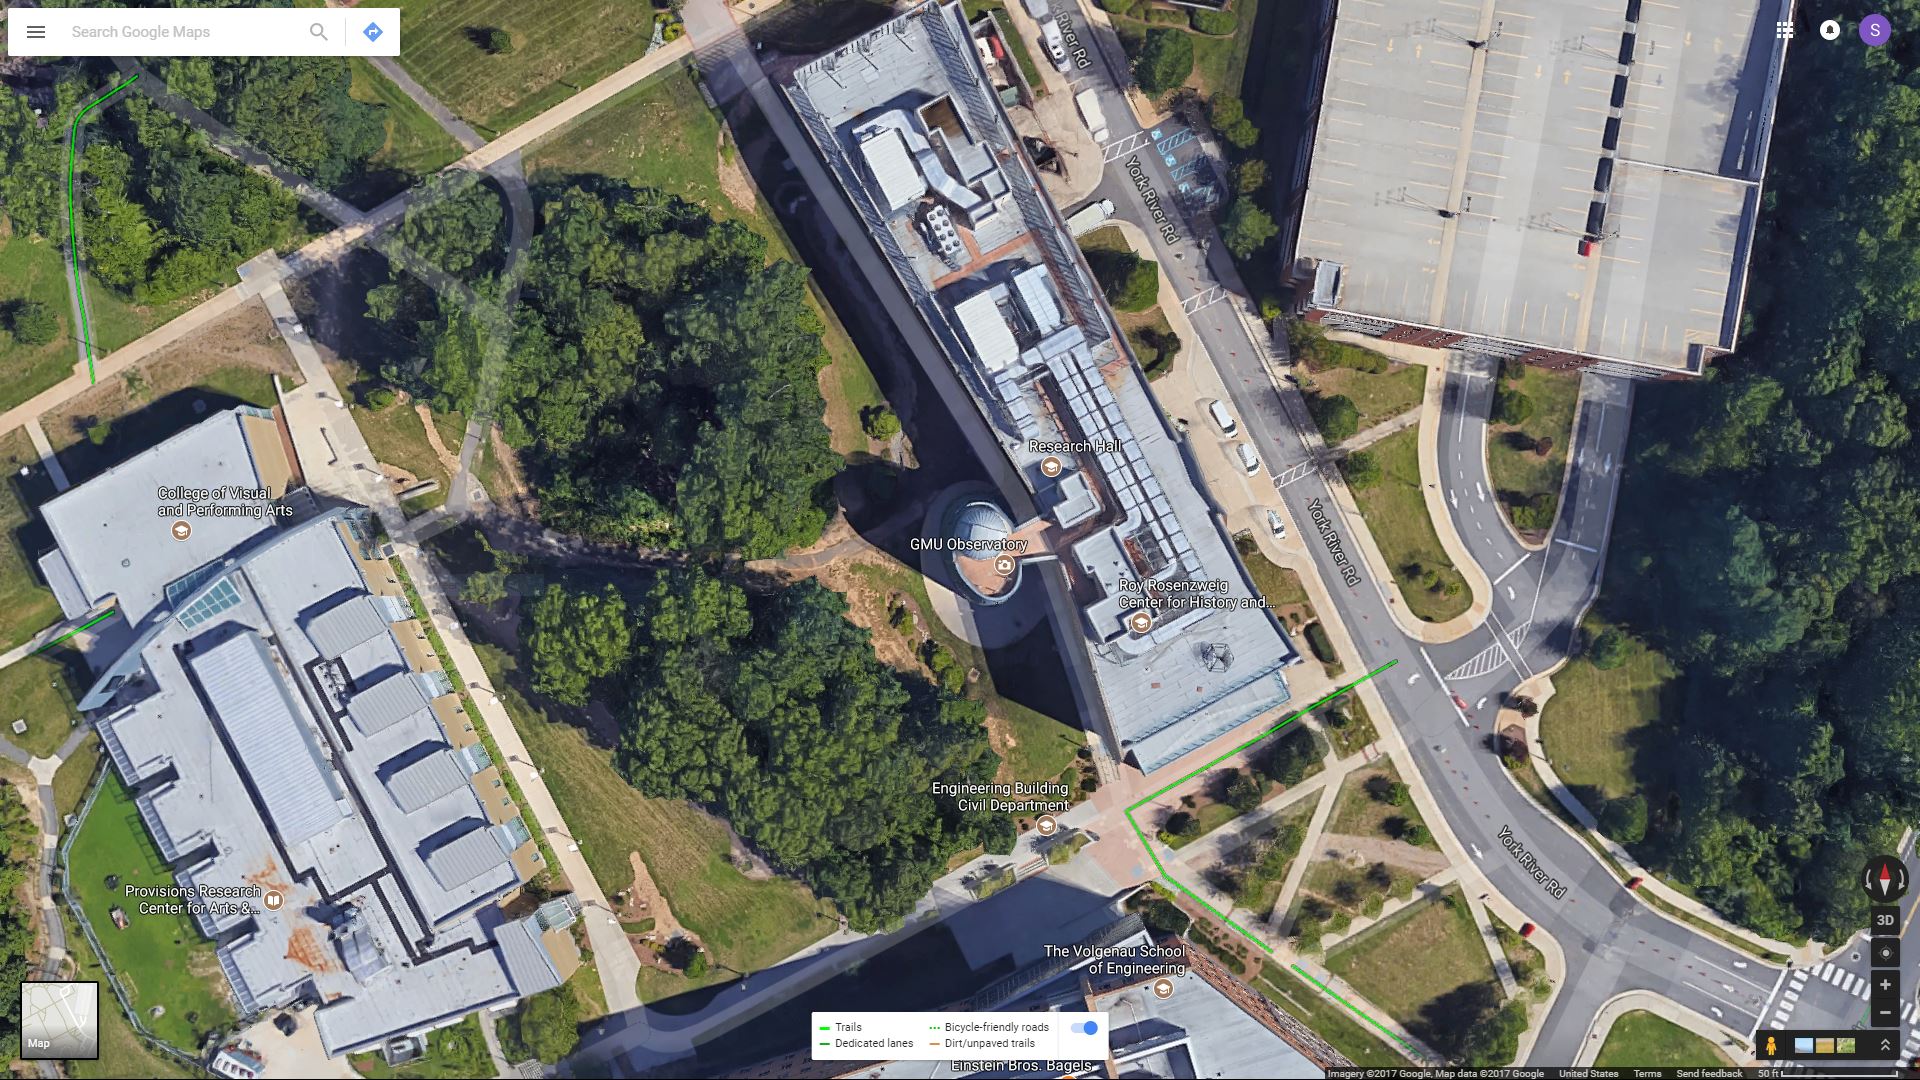 Search Google Maps
S
York River Rd
York River Rd
Research Hall
College of Visual
and Performing Arts
GMU Observatory
York River Rd
Roy Rosenzweig
Center for History and...
Engineering Building
Civil Department
York River Rd
Provisions Research
Center for Arts &...
3D
The Volgenau School
of Engineering
Trails
Bicycle-friendly roads
Dedicated lanes
Dirt/unpaved trails
Map
Einstein Bros. Bagels
Imagery ©2017 Google, Map data ©2017 Google United States Terms Send feedback 50 ft